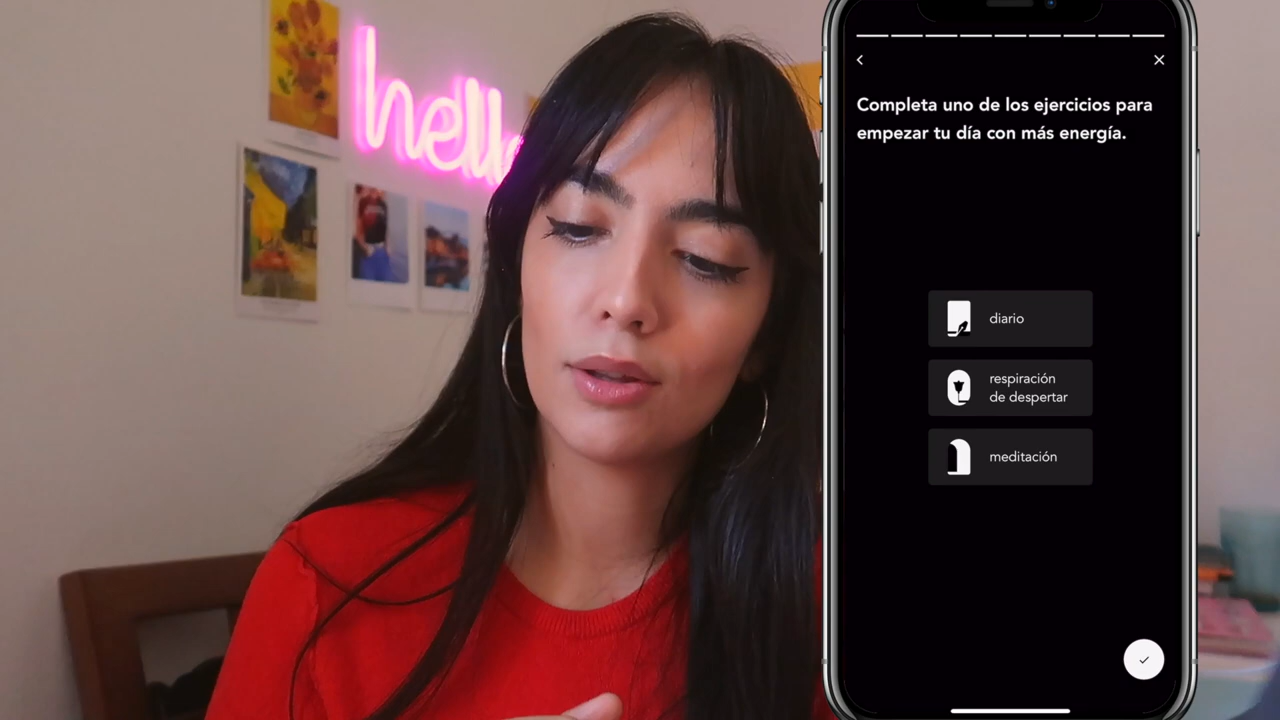 hello
Completa uno de los ejercicios para
empezar tu día con más energía.
diario
respiración
de despertar
meditación